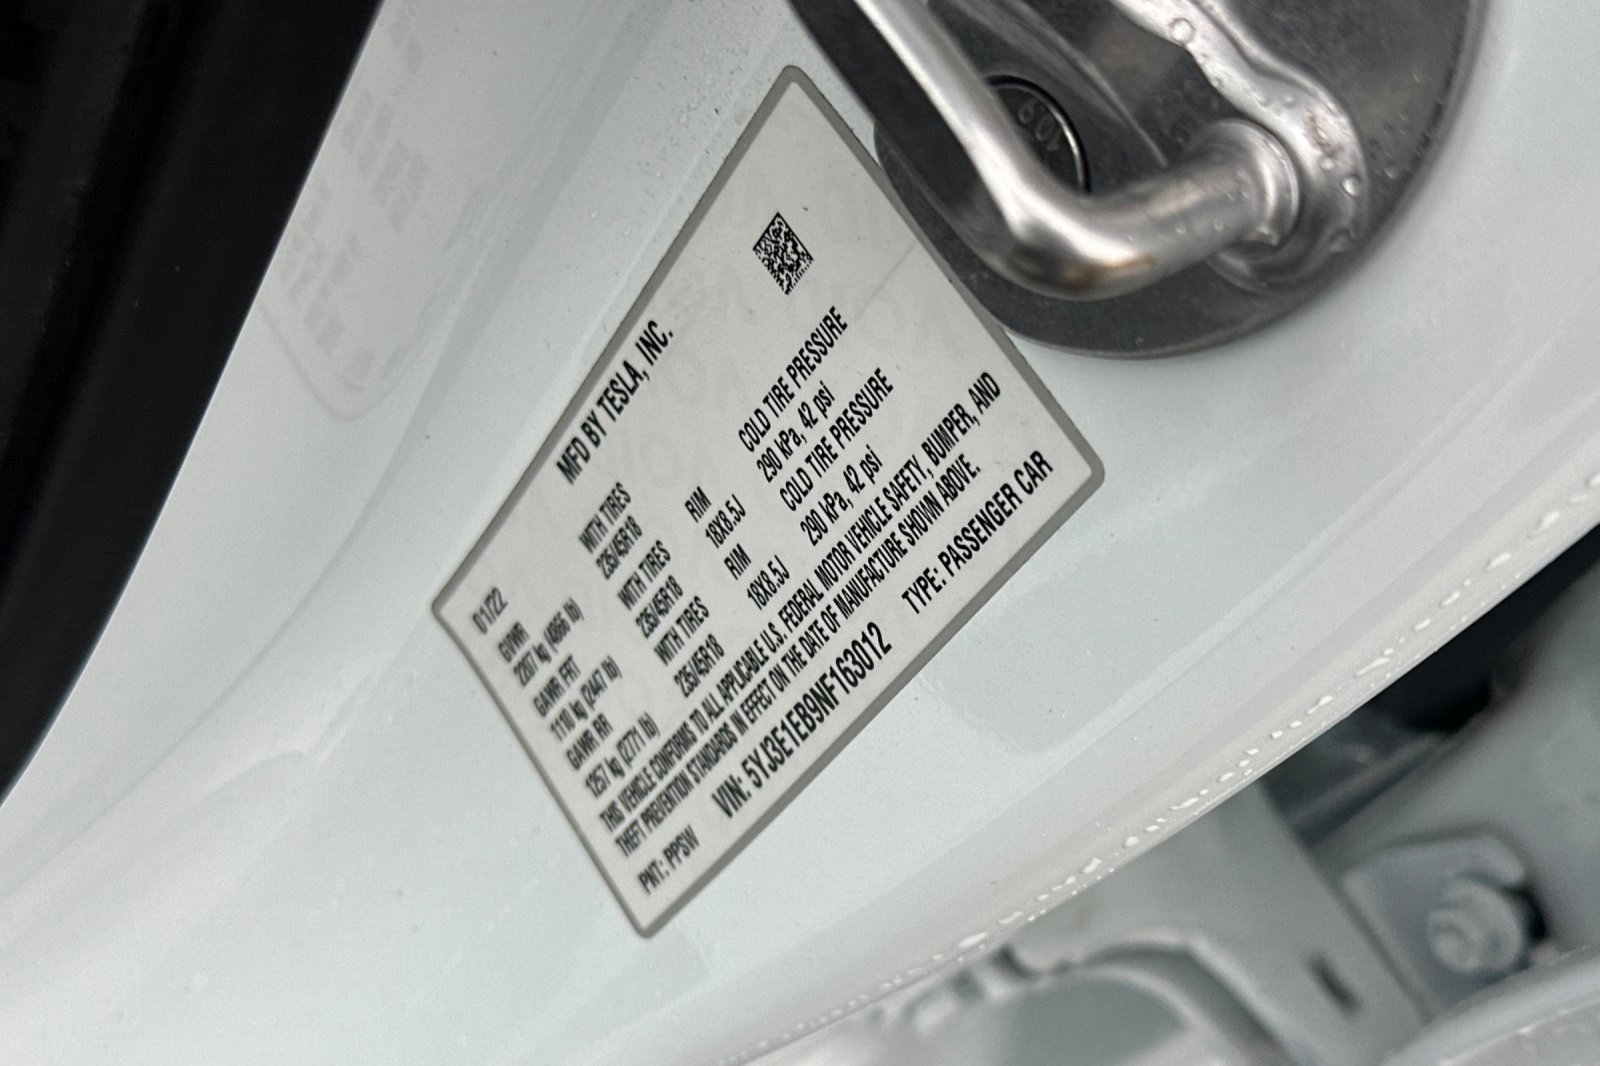 MFD BY TESLA, INC.
01/22
GVWR
2207 kg (4866 lb)
WITH TIRES
235/45R18
RIM
18X8.5J
COLD TIRE PRESSURE
290 kPa, 42 psi
GAWR FRT
1110 kg (2447 lb)
WITH TIRES
235/45R18
RIM
18X8.5J
COLD TIRE PRESSURE
290 kPa, 42 psi
GAWR RR
1257 kg (2771 lb)
WITH TIRES
235/45R18
THIS VEHICLE CONFORMS TO ALL APPLICABLE U.S. FEDERAL MOTOR VEHICLE SAFETY, BUMPER, AND
THEFT PREVENTION STANDARDS IN EFFECT ON THE DATE OF MANUFACTURE SHOWN ABOVE.
PNT: PPSW
VIN: 5YJ3E1EB9NF163012
TYPE: PASSENGER CAR
10.9